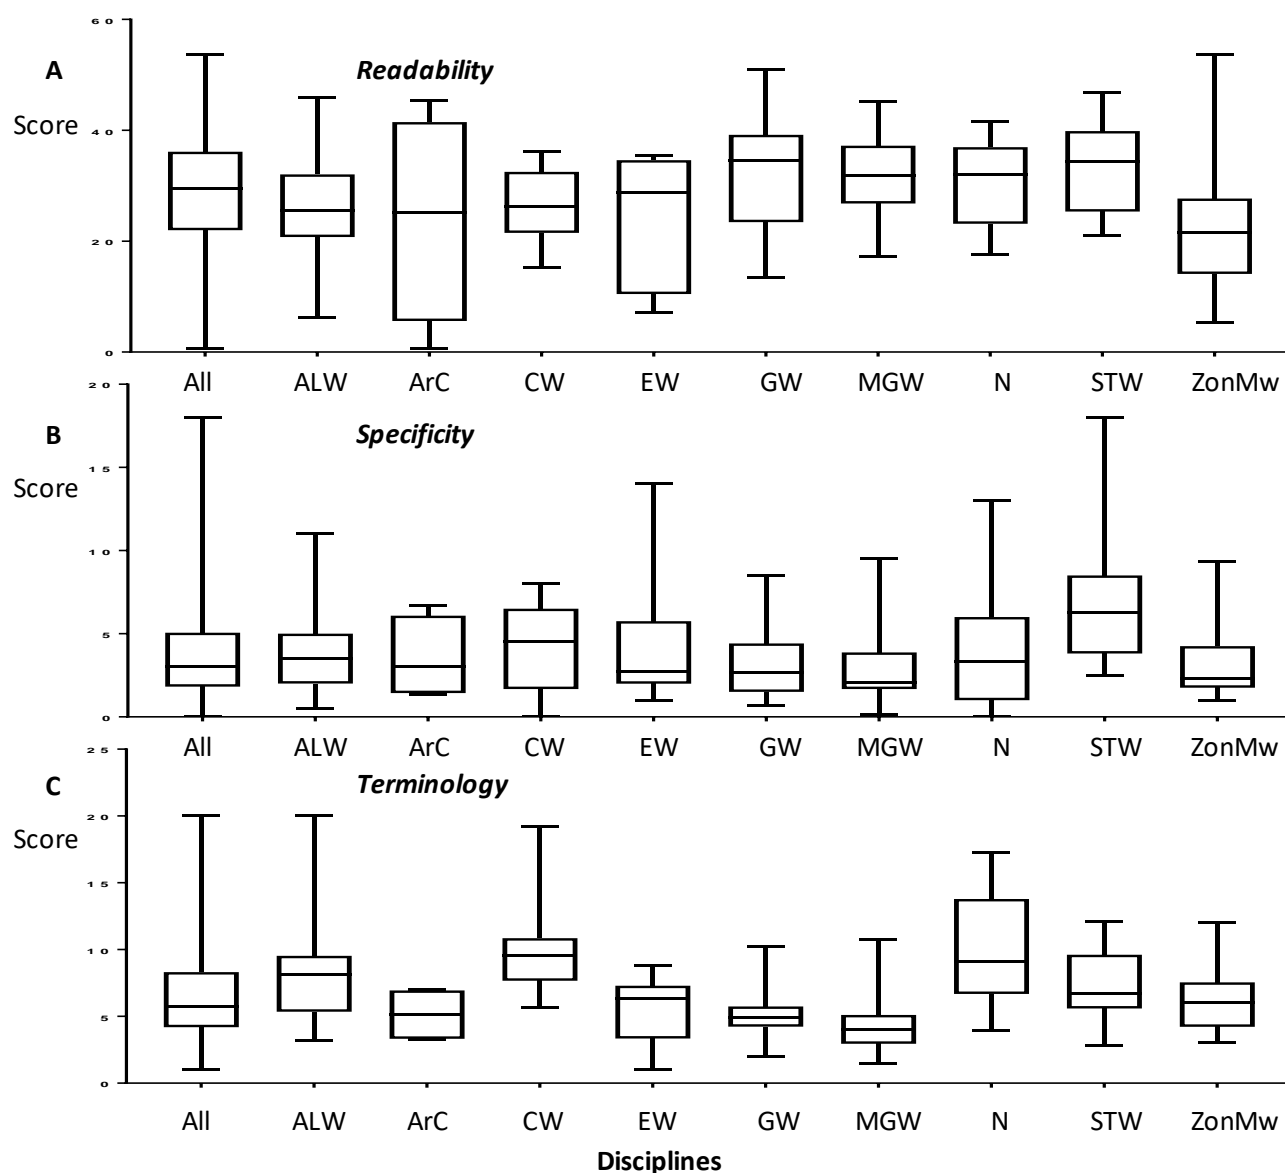 60
A
Readability
Score
40
20
0
All ALW ArC CW EW GW MGW N STW ZonMw
20
B
Specificity
15
Score
10
5
0
All ALW ArC CW EW GW MGW N STW ZonMw
25
C
Terminology
20
Score
15
10
5
0
All ALW ArC CW EW GW MGW N STW ZonMw
Disciplines